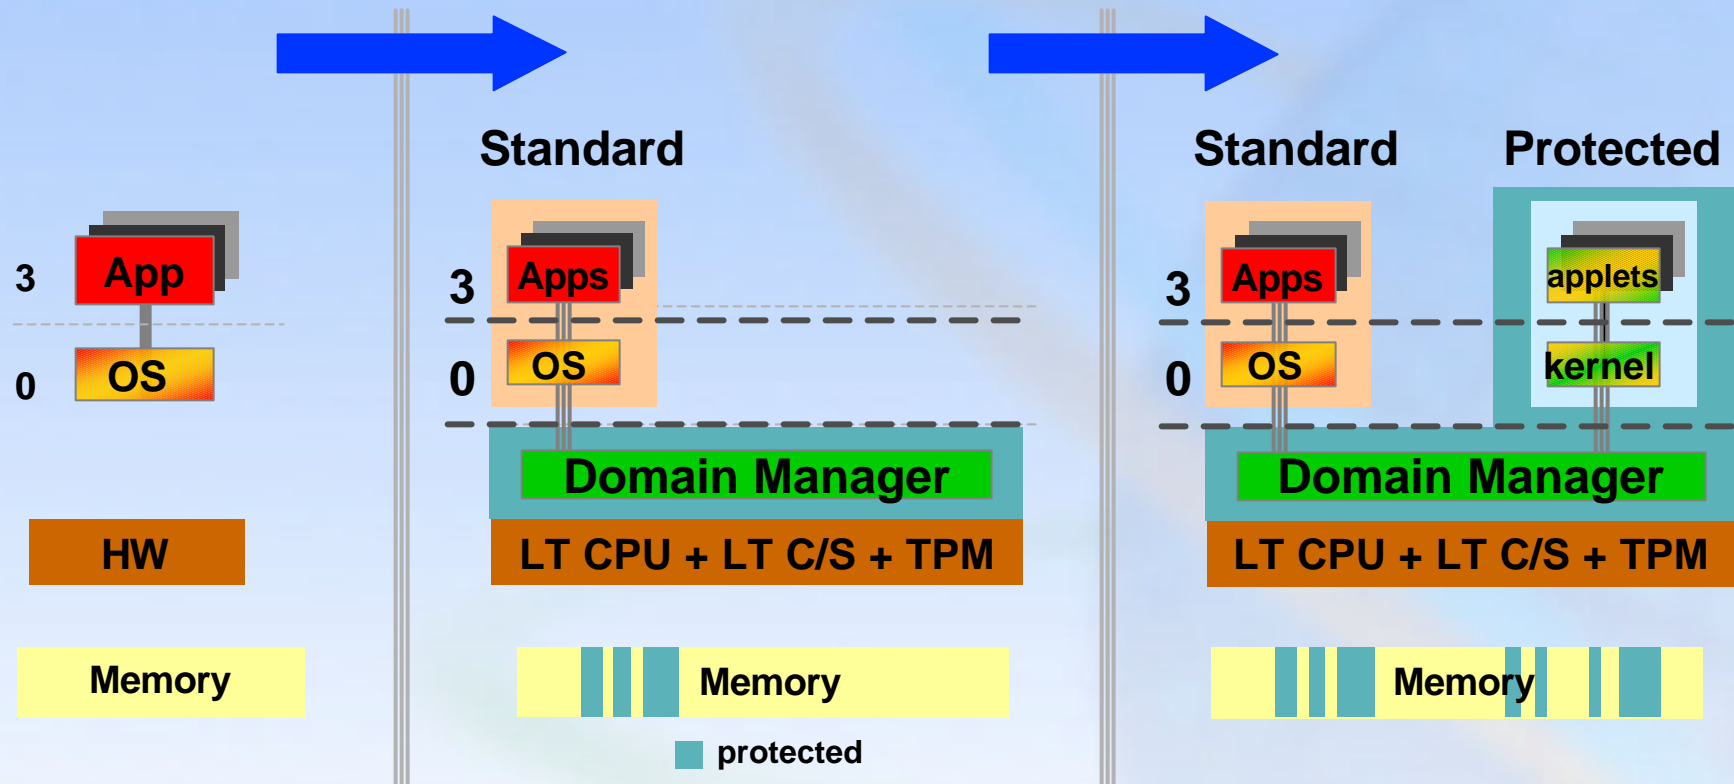 Standard
Standard
Protected
3
App
0
OS
HW
Memory
3
Apps
0
OS
Domain Manager
LT CPU + LT C/S + TPM
Memory
protected
3
Apps
applets
0
OS
kernel
Domain Manager
LT CPU + LT C/S + TPM
Memory